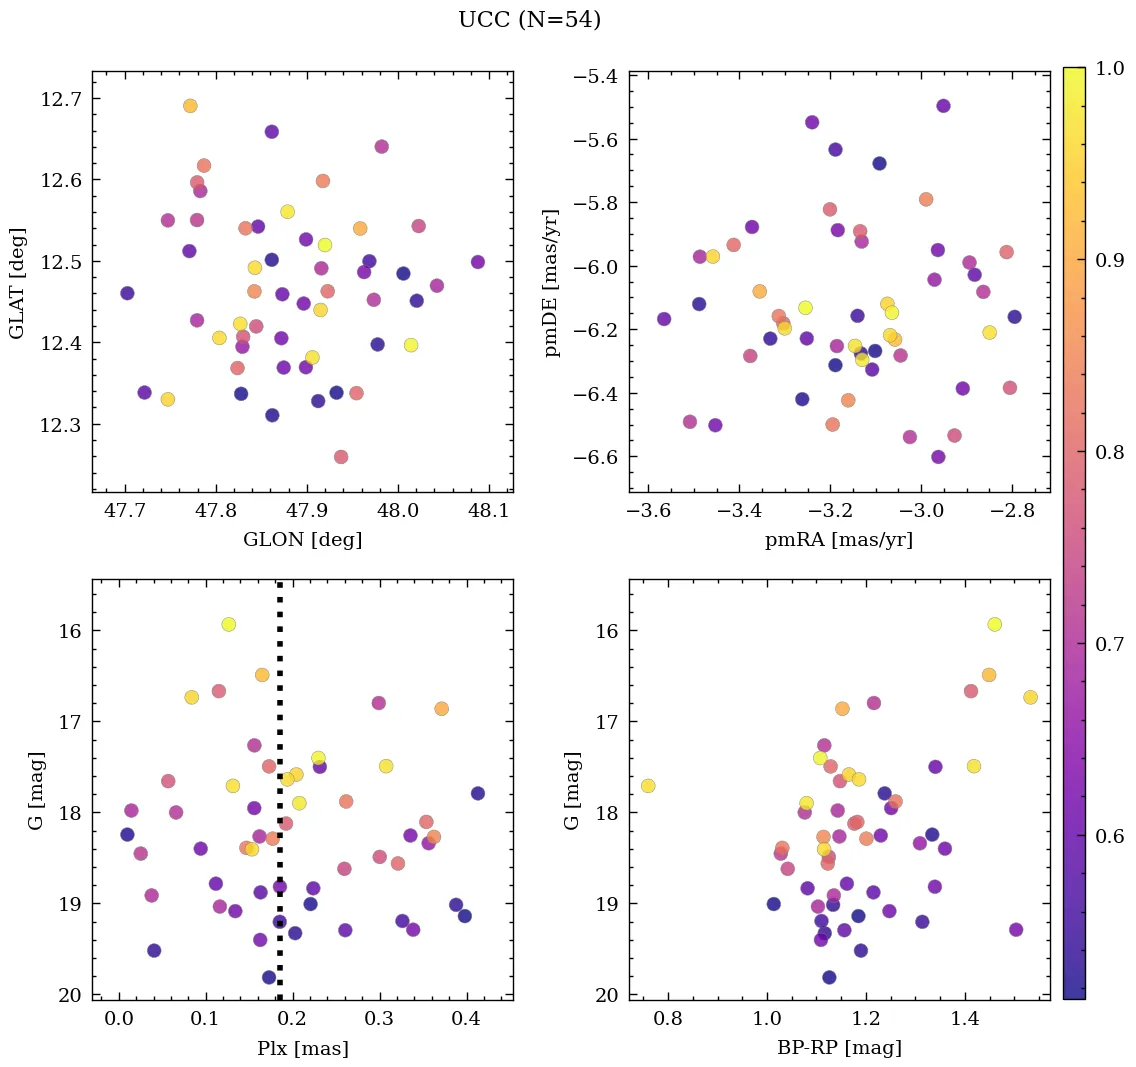 UCC (N=54)
12.7
12.6
12.5
12.4
12.3
GLAT [deg]
47.7 47.8 47.9 48.0 48.1
GLON [deg]
−5.4
−5.6
−5.8
−6.0
−6.2
−6.4
−6.6
pmDE [mas/yr]
−3.6 −3.4 −3.2 −3.0 −2.8
pmRA [mas/yr]
16
17
18
19
20
G [mag]
0.0 0.1 0.2 0.3 0.4
Plx [mas]
16
17
18
19
20
G [mag]
0.8 1.0 1.2 1.4
BP-RP [mag]
1.0
0.9
0.8
0.7
0.6